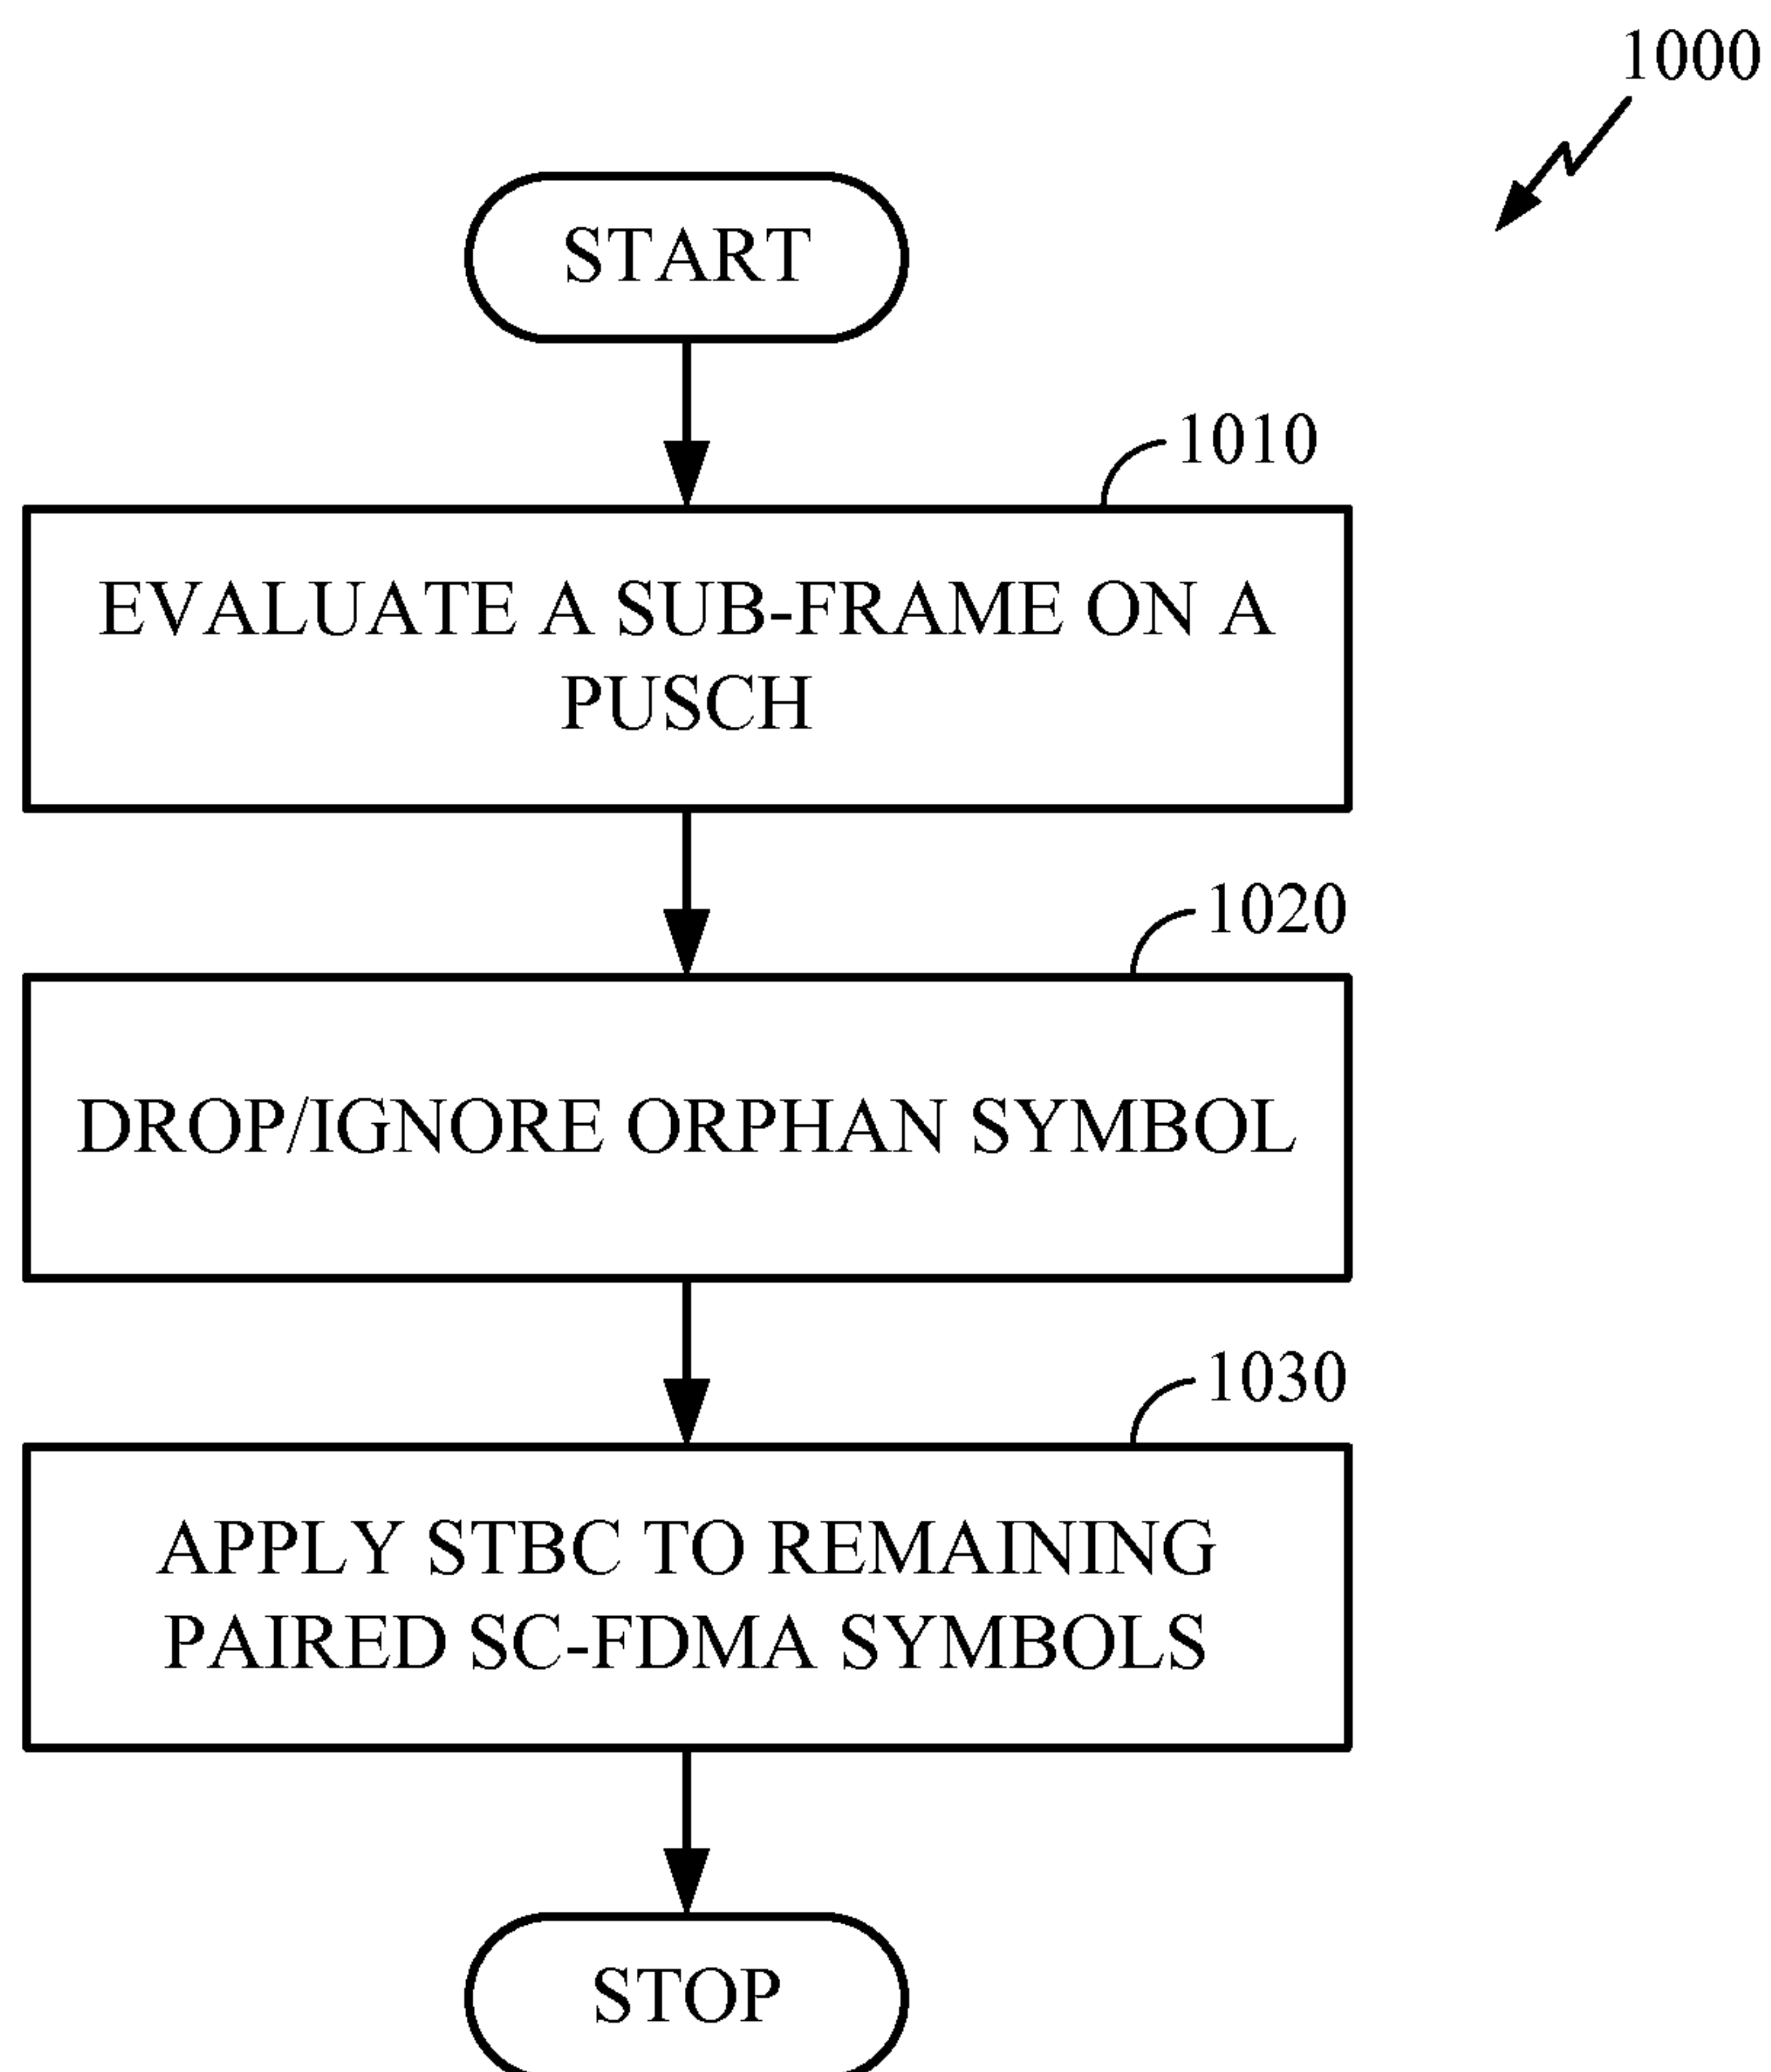 1000
START
1010
EVALUATE A SUB-FRAME ON A
PUSCH
1020
DROP/IGNORE ORPHAN SYMBOL
1030
APPLY STBC TO REMAINING
PAIRED SC-FDMA SYMBOLS
STOP